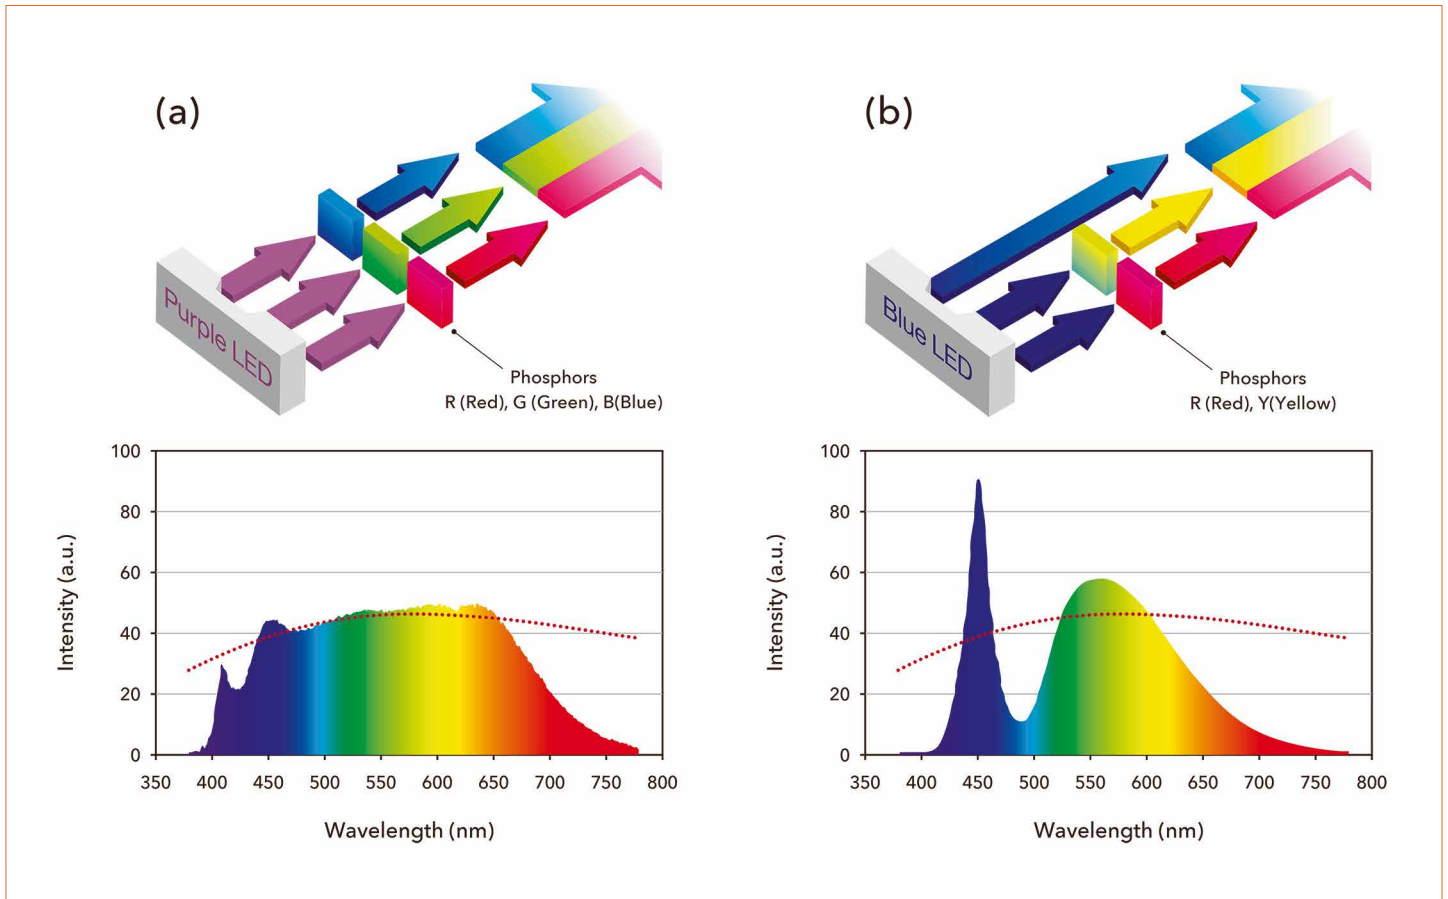 (a)
Purple LED
Phosphors
R (Red), G (Green), B(Blue)
100
80
60
40
20
0
Intensity (a.u.)
350 400 450 500 550 600 650 700 750 800
Wavelength (nm)
(b)
Blue LED
Phosphors
R (Red), Y(Yellow)
100
80
60
40
20
0
Intensity (a.u.)
350 400 450 500 550 600 650 700 750 800
Wavelength (nm)